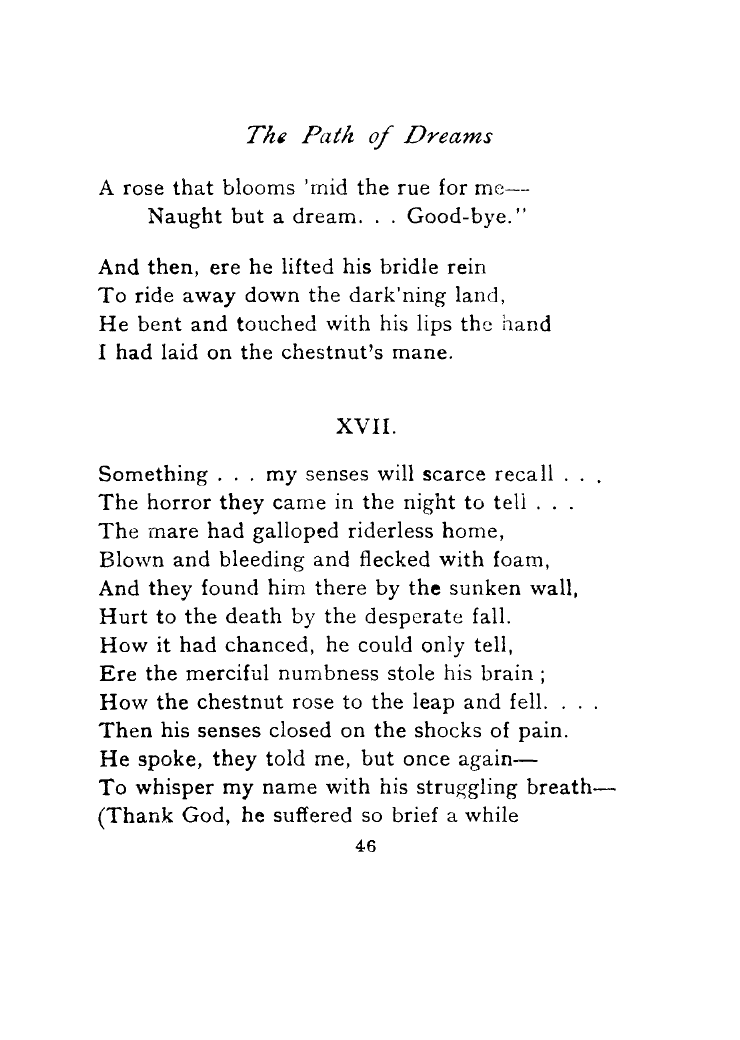 The Path of Dreams
A rose that blooms 'mid the rue for me—
Naught but a dream. . . Good-bye."
And then, ere he lifted his bridle rein
To ride away down the dark'ning land,
He bent and touched with his lips the hand
I had laid on the chestnut's mane.
XVII.
Something . . . my senses will scarce recall . . .
The horror they came in the night to tell . . .
The mare had galloped riderless home,
Blown and bleeding and flecked with foam,
And they found him there by the sunken wall,
Hurt to the death by the desperate fall.
How it had chanced, he could only tell,
Ere the merciful numbness stole his brain ;
How the chestnut rose to the leap and fell. . . .
Then his senses closed on the shocks of pain.
He spoke, they told me, but once again—
To whisper my name with his struggling breath—
(Thank God, he suffered so brief a while
46